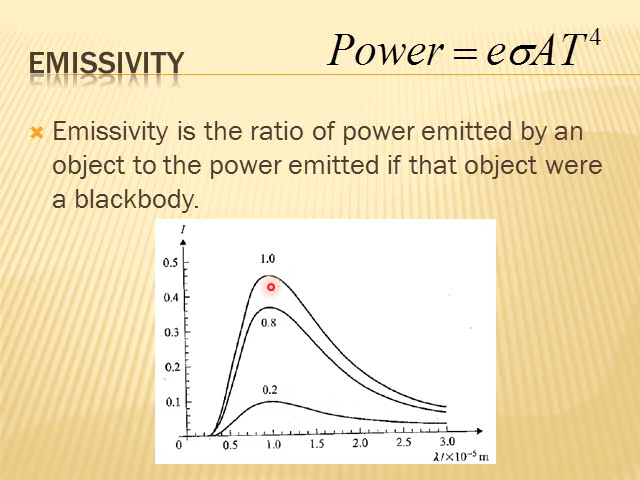 EMISSIVITY
Power = eσAT⁴
Emissivity is the ratio of power emitted by an
object to the power emitted if that object were
a blackbody.
I
1.0
0.5
0.4
0.8
0.3
0.2
0.2
0.1
0
0.5 1.0 1.5 2.0 2.5 3.0
λ/×10⁻⁵ m